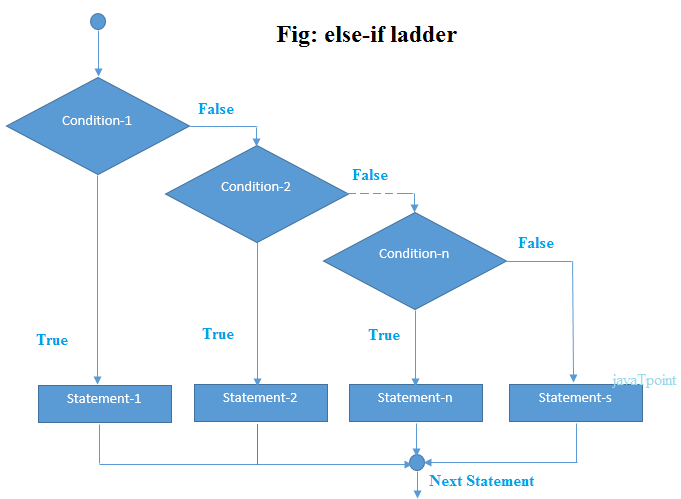 Fig: else-if ladder
Condition-1
False
Condition-2
False
Condition-n
False
True
True
True
javaTpoint
Statement-1
Statement-2
Statement-n
Statement-s
Next Statement